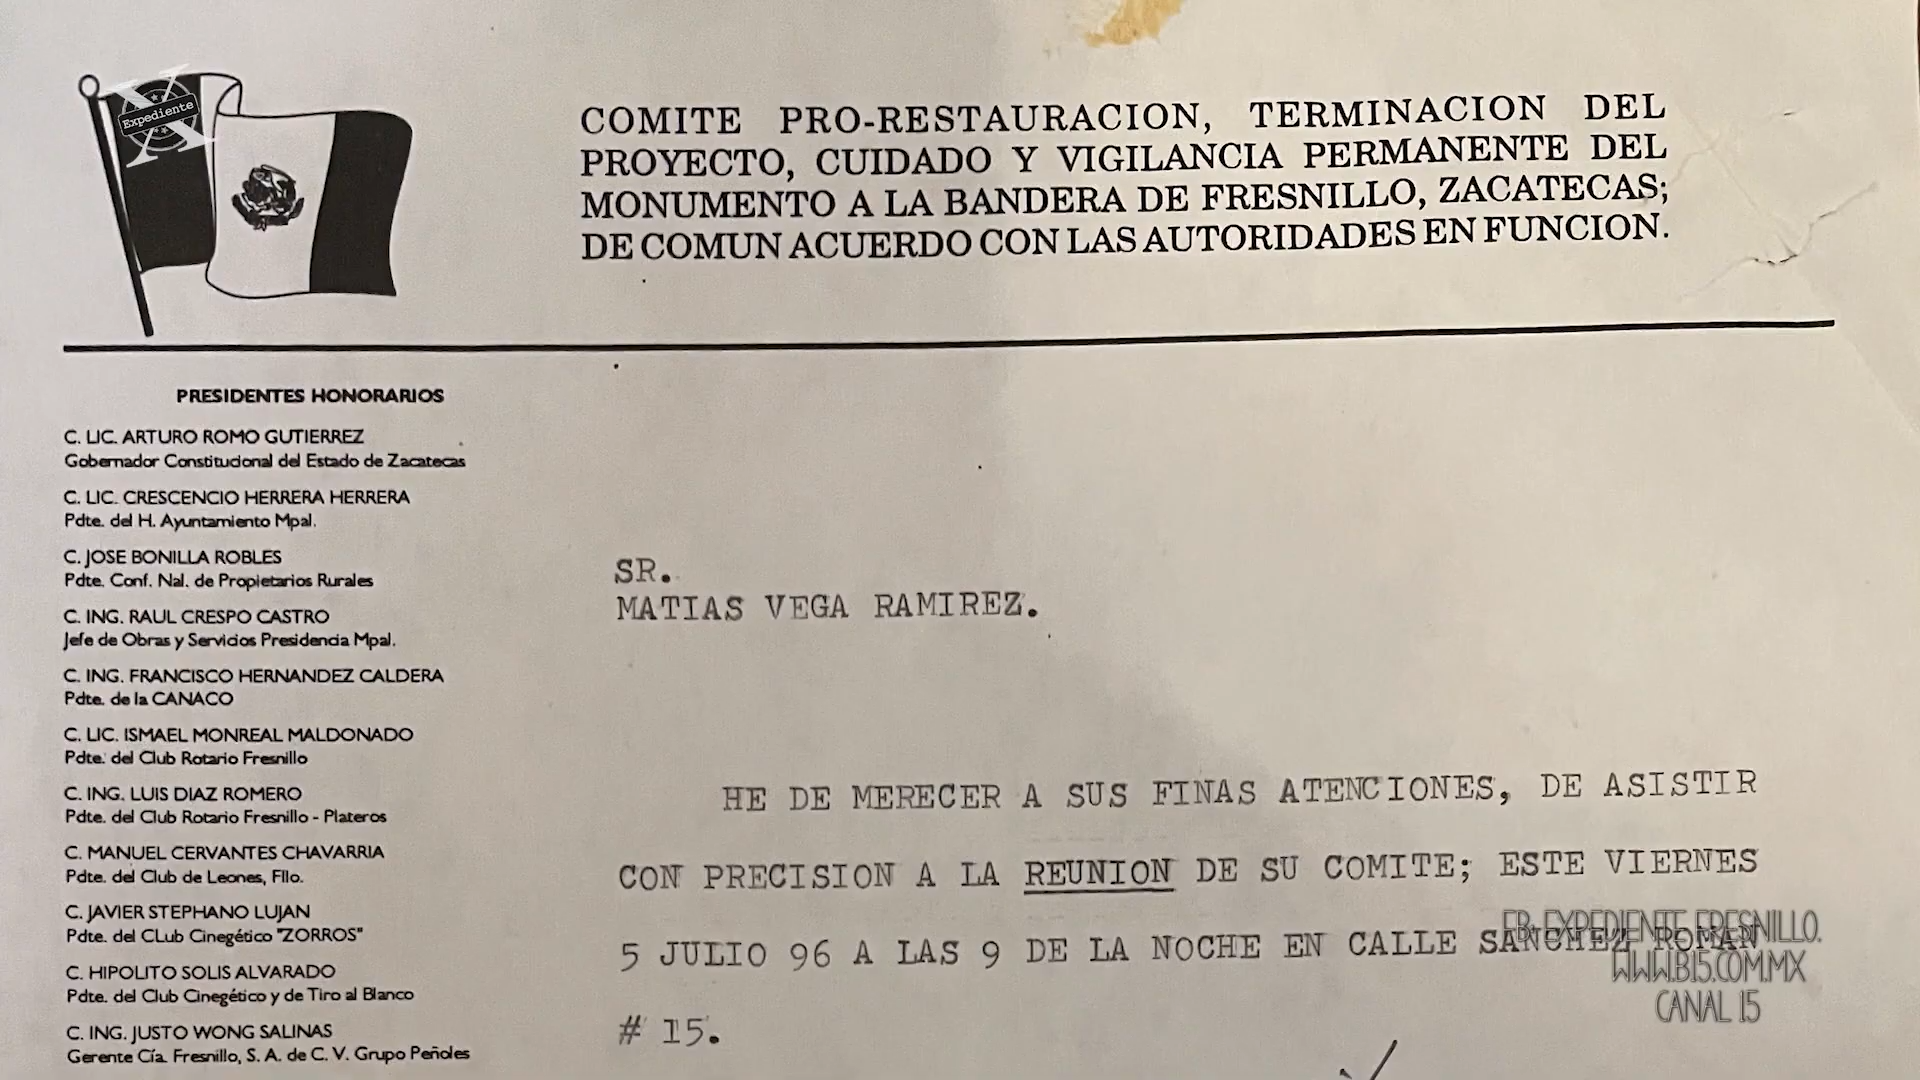 Expediente
COMITE PRO-RESTAURACION, TERMINACION DEL
PROYECTO, CUIDADO Y VIGILANCIA PERMANENTE DEL
MONUMENTO A LA BANDERA DE FRESNILLO, ZACATECAS;
DE COMUN ACUERDO CON LAS AUTORIDADES EN FUNCION.
PRESIDENTES HONORARIOS
C. LIC. ARTURO ROMO GUTIERREZ
Gobernador Constitucional del Estado de Zacatecas
C. LIC. CRESCENCIO HERRERA HERRERA
Pdte. del H. Ayuntamiento Mpal.
C. JOSE BONILLA ROBLES
Pdte. Conf. Nal. de Propietarios Rurales
C. ING. RAUL CRESPO CASTRO
Jefe de Obras y Servicios Presidencia Mpal.
C. ING. FRANCISCO HERNANDEZ CALDERA
Pdte. de la CANACO
C. LIC. ISMAEL MONREAL MALDONADO
Pdte. del Club Rotario Fresnillo
C. ING. LUIS DIAZ ROMERO
Pdte. del Club Rotario Fresnillo - Plateros
C. MANUEL CERVANTES CHAVARRIA
Pdte. del Club de Leones, Fllo.
C. JAVIER STEPHANO LUJAN
Pdte. del CLub Cinegético "ZORROS"
C. HIPOLITO SOLIS ALVARADO
Pdte. del Club Cinegético y de Tiro al Blanco
C. ING. JUSTO WONG SALINAS
Gerente Cía. Fresnillo, S. A. de C. V. Grupo Peñoles
SR.
MATIAS VEGA RAMIREZ.
HE DE MERECER A SUS FINAS ATENCIONES, DE ASISTIR
CON PRECISION A LA REUNION DE SU COMITE; ESTE VIERNES
5 JULIO 96 A LAS 9 DE LA NOCHE EN CALLE SANCHEZ ROMAN
# 15.
FB: EXPEDIENTE FRESNILLO.
WWW.B15.COM.MX
CANAL 15